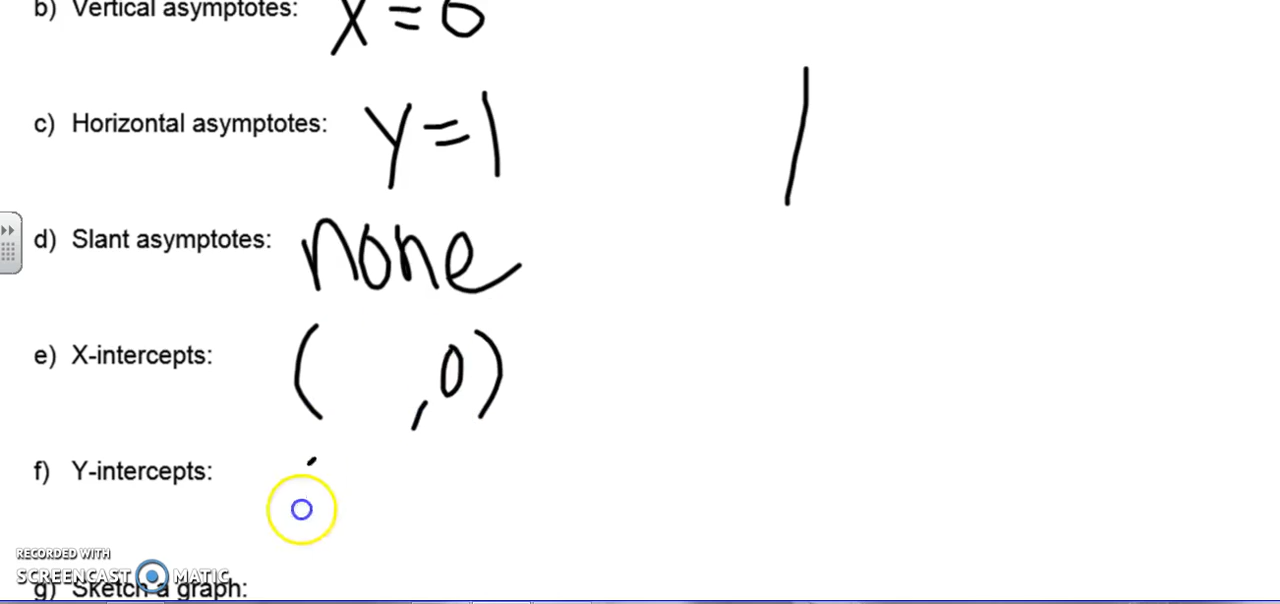 b) Vertical asymptotes: x = 0
c) Horizontal asymptotes: y = 1
d) Slant asymptotes: none
e) X-intercepts: ( ,0)
f) Y-intercepts:
RECORDED WITH
SCREENCAST MATIC
g) Sketch a graph: